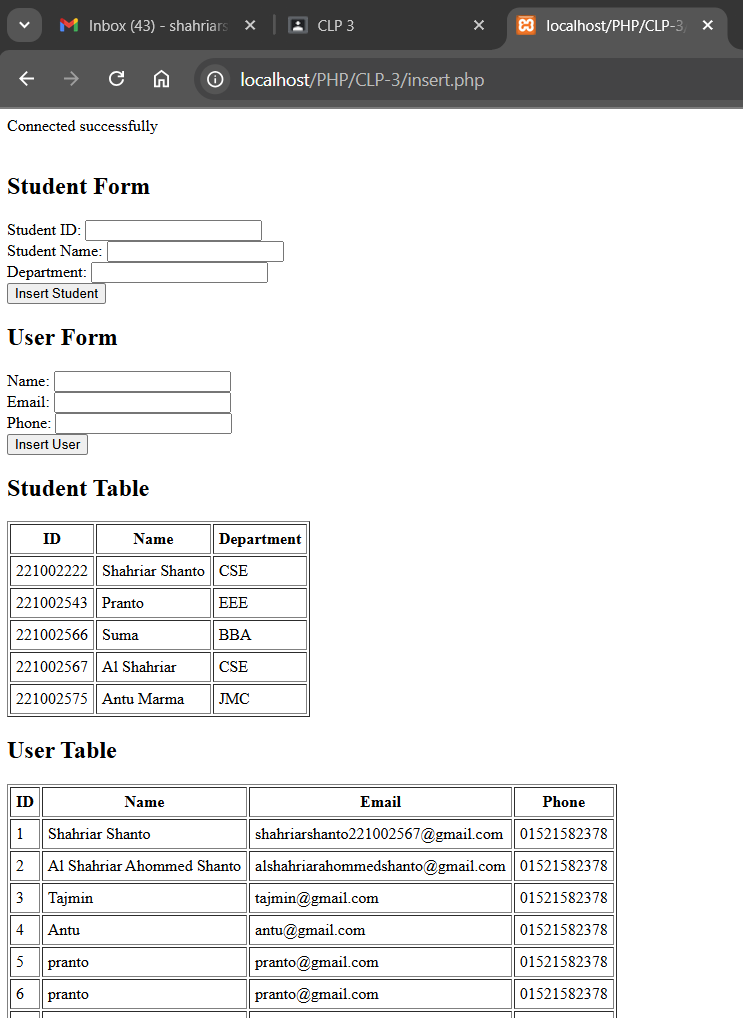 Inbox (43) - shahriars
CLP 3
localhost/PHP/CLP-3/
localhost/PHP/CLP-3/insert.php
Connected successfully
Student Form
Student ID:
Student Name:
Department:
Insert Student
User Form
Name:
Email:
Phone:
Insert User
Student Table
ID Name Department
221002222 Shahriar Shanto CSE
221002543 Pranto EEE
221002566 Suma BBA
221002567 Al Shahriar CSE
221002575 Antu Marma JMC
User Table
ID Name Email Phone
1 Shahriar Shanto shahriarshanto221002567@gmail.com 01521582378
2 Al Shahriar Ahommed Shanto alshahriarahommedshanto@gmail.com 01521582378
3 Tajmin tajmin@gmail.com 01521582378
4 Antu antu@gmail.com 01521582378
5 pranto pranto@gmail.com 01521582378
6 pranto pranto@gmail.com 01521582378